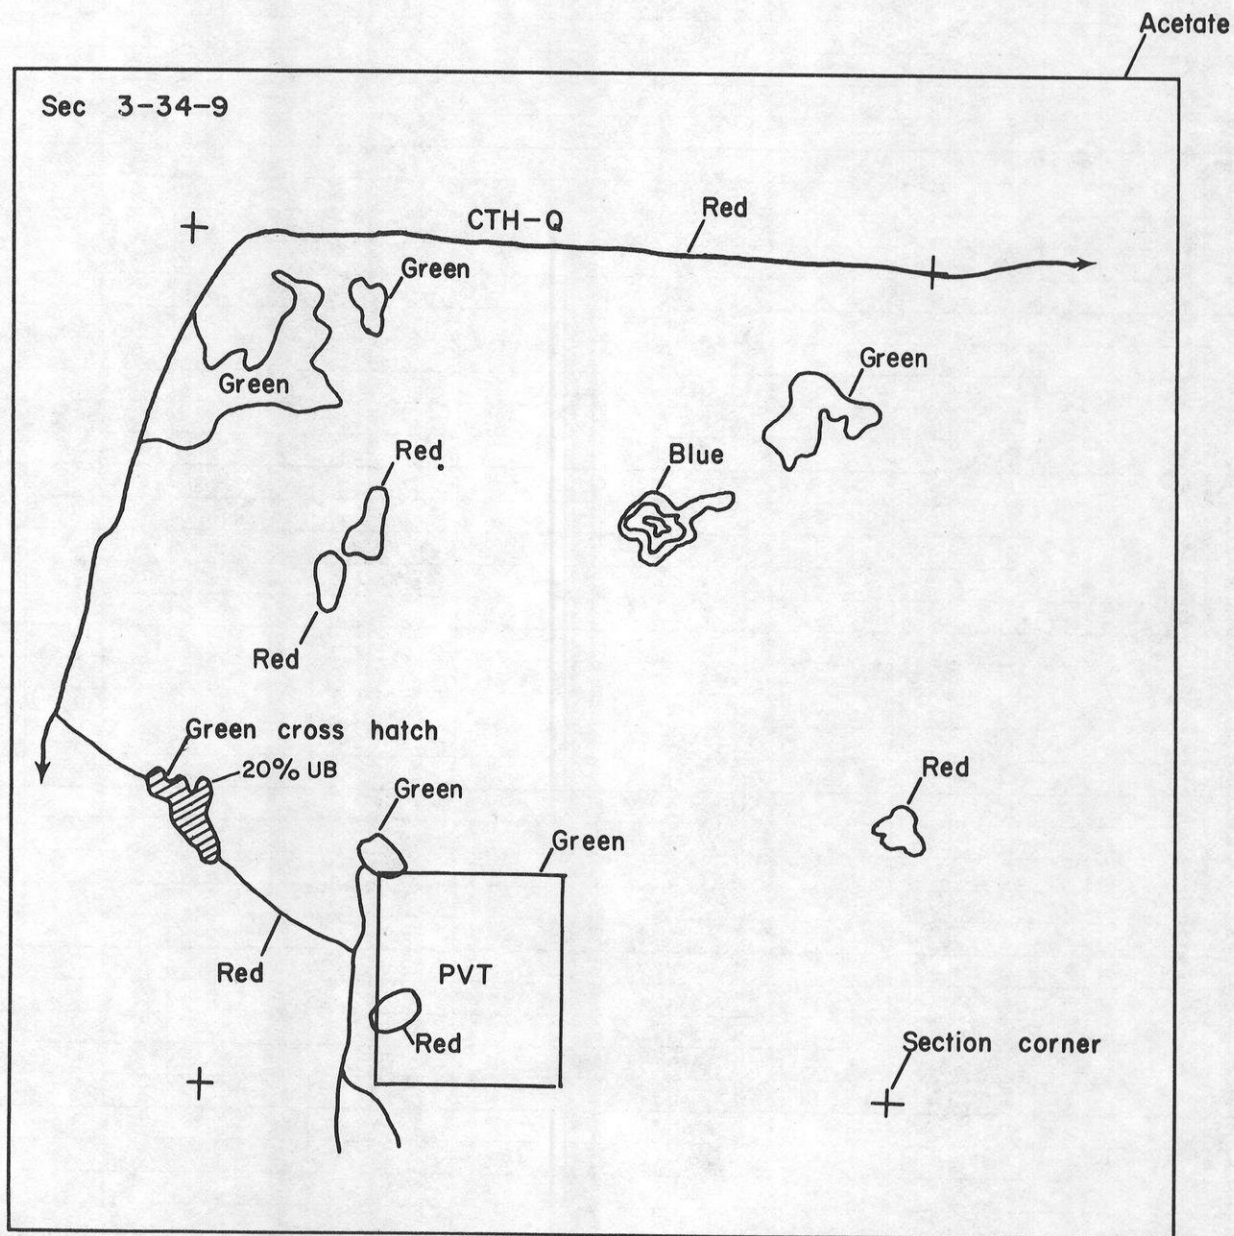 Acetate
Sec 3-34-9
CTH-Q
Red
Green
Green
Green
Red.
Blue
Red
Green cross hatch
20% UB
Red
Green
Green
Red
PVT
Red
Section corner